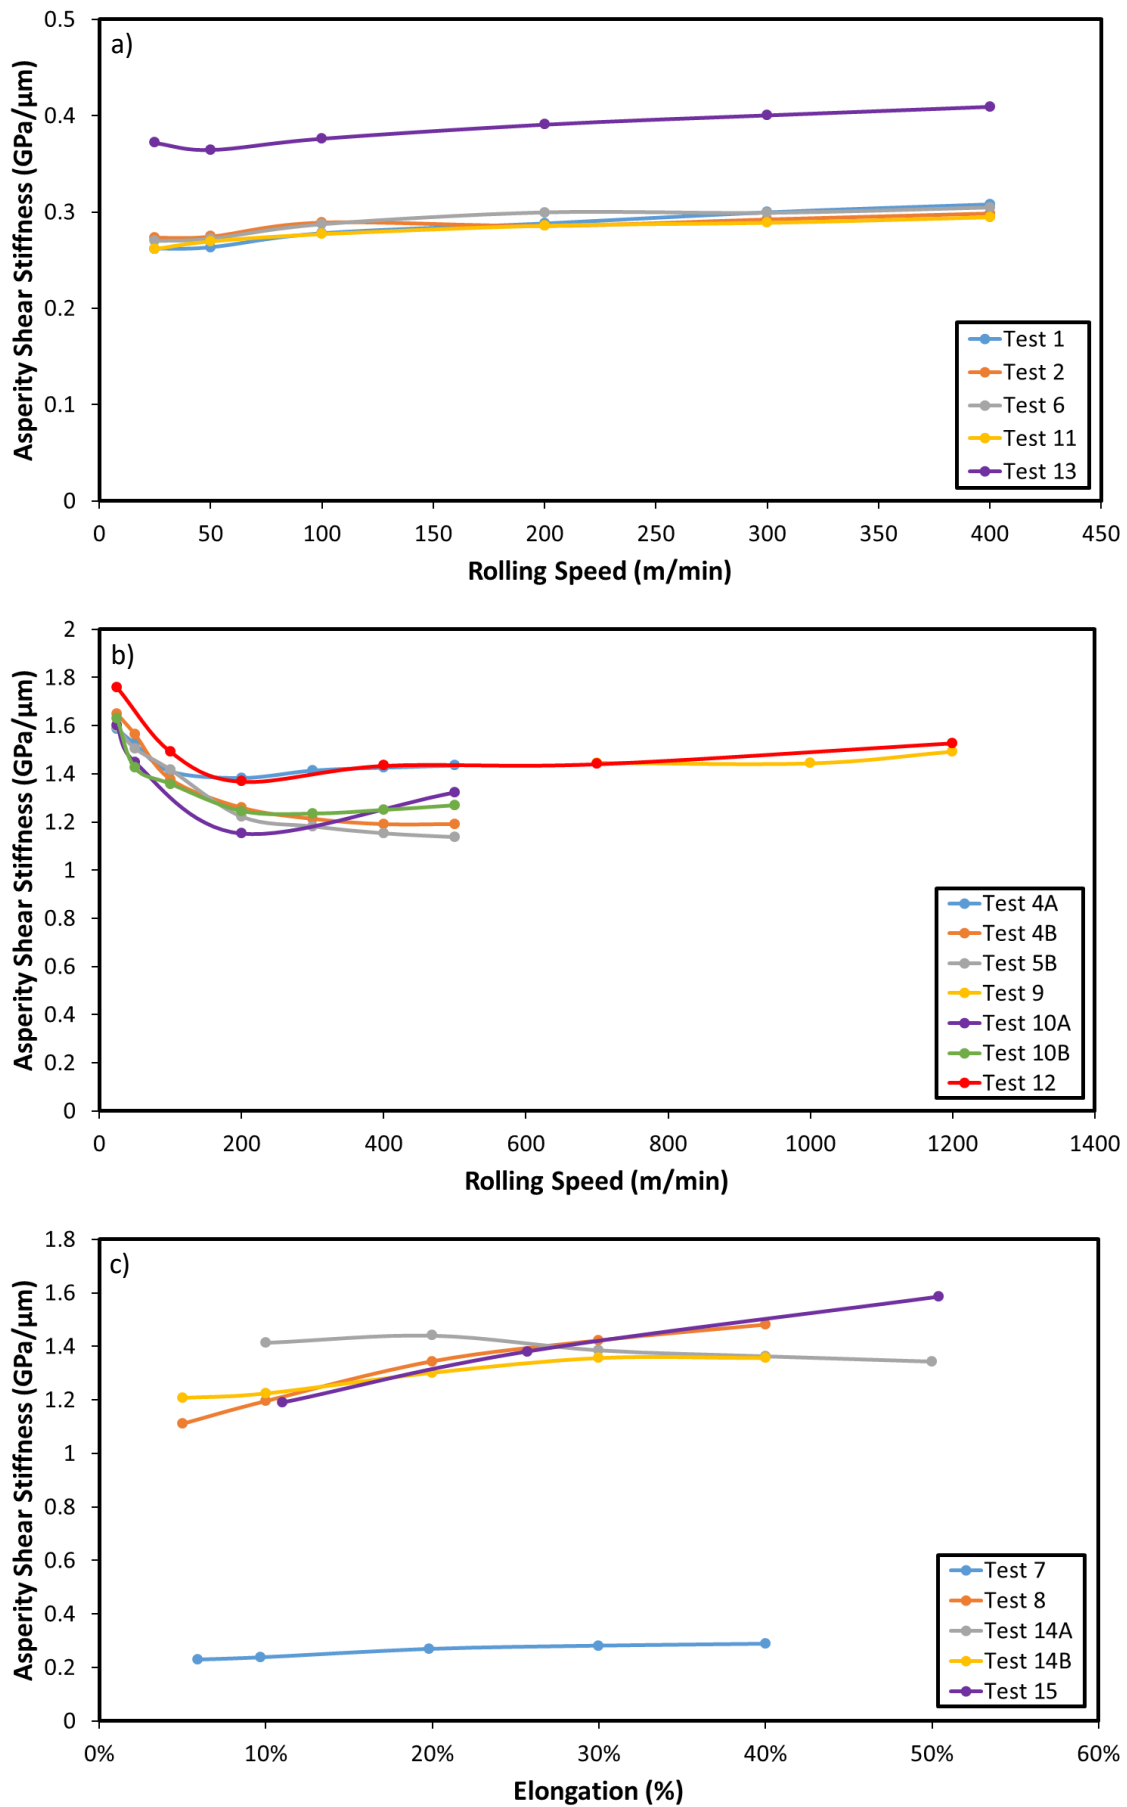 a)
Asperity Shear Stiffness (GPa/µm)
0.5
0.4
0.3
0.2
0.1
0
0 50 100 150 200 250 300 350 400 450
Rolling Speed (m/min)
Test 1
Test 2
Test 6
Test 11
Test 13
b)
Asperity Shear Stiffness (GPa/µm)
2
1.8
1.6
1.4
1.2
1
0.8
0.6
0.4
0.2
0
0 200 400 600 800 1000 1200 1400
Rolling Speed (m/min)
Test 4A
Test 4B
Test 5B
Test 9
Test 10A
Test 10B
Test 12
c)
Asperity Shear Stiffness (GPa/µm)
1.8
1.6
1.4
1.2
1
0.8
0.6
0.4
0.2
0
0% 10% 20% 30% 40% 50% 60%
Elongation (%)
Test 7
Test 8
Test 14A
Test 14B
Test 15